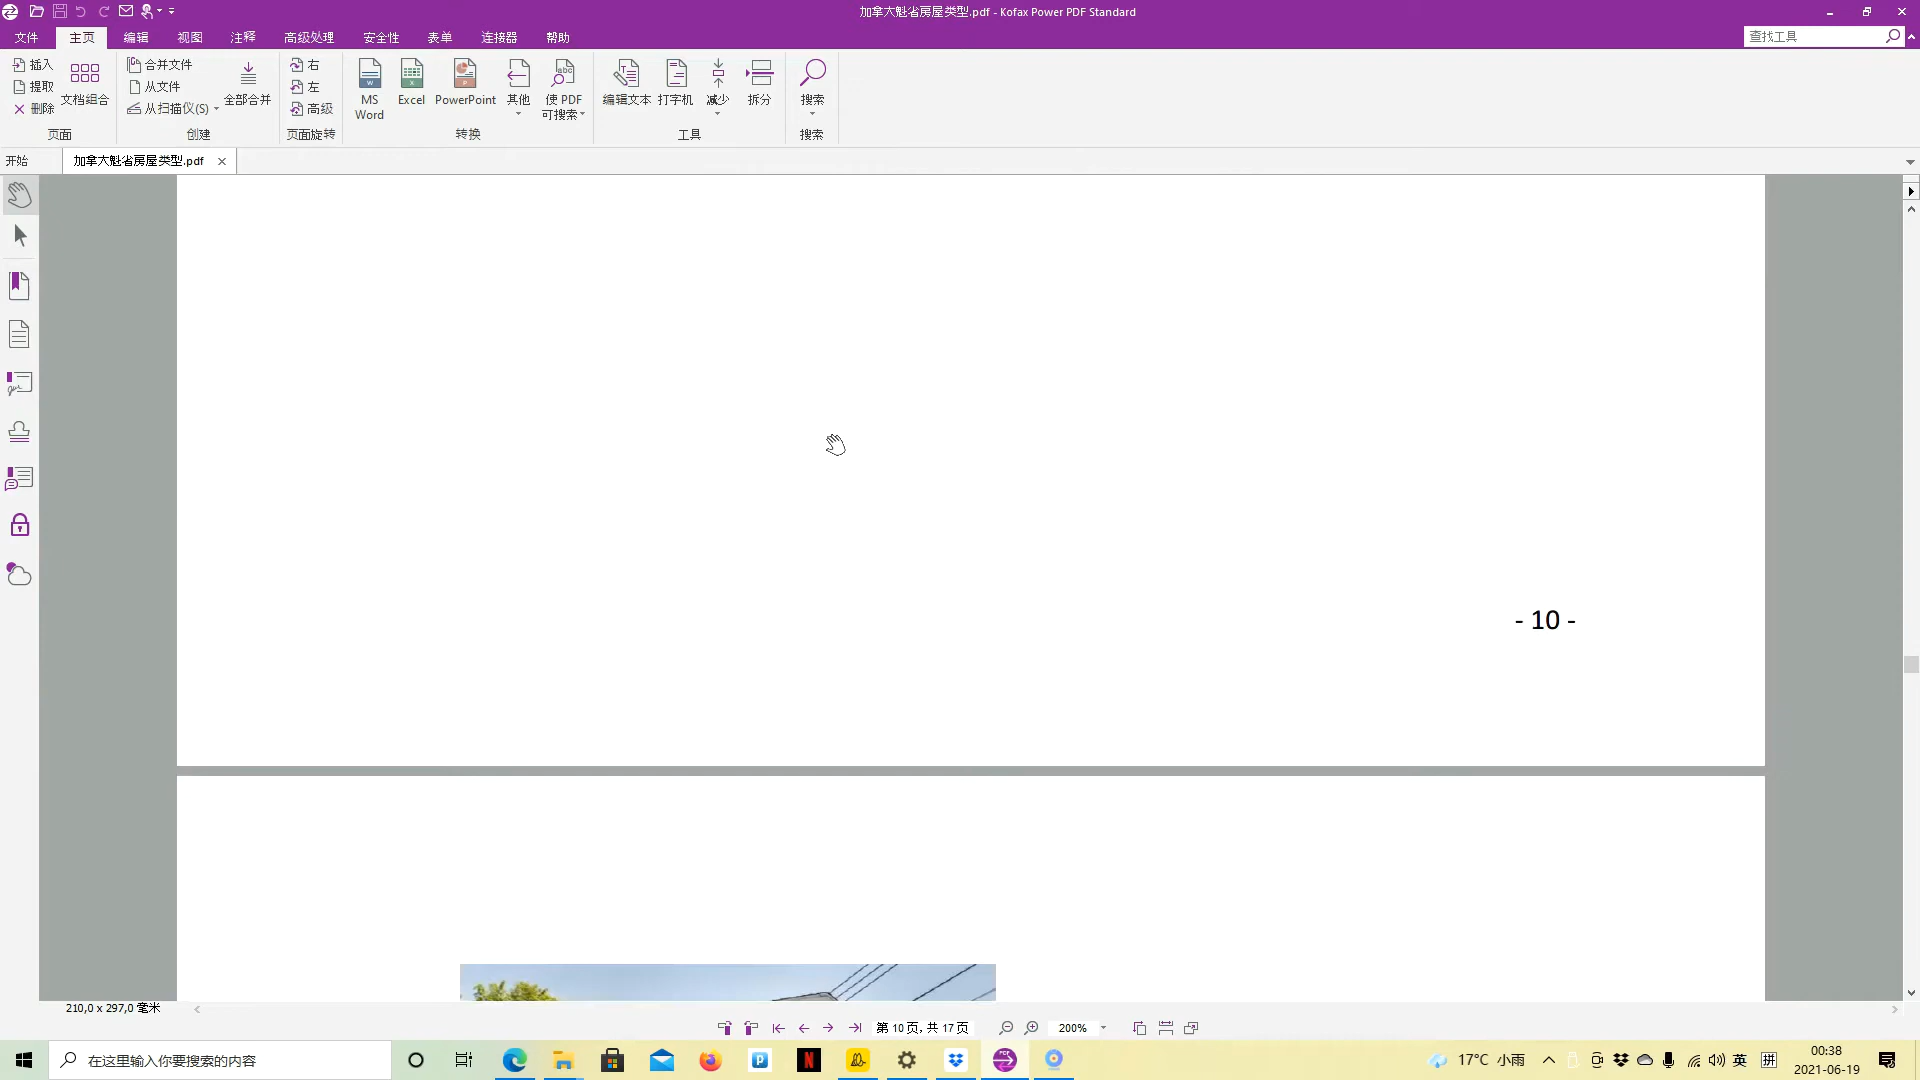 加拿大魁省房屋类型.pdf - Kofax Power PDF Standard
文件 主页 编辑 视图 注释 高级处理 安全性 表单 连接器 帮助
查找工具
插入
提取
删除
文档组合
页面
合并文件
从文件
从扫描仪(S)
全部合并
创建
右
左
高级
页面旋转
MS Word
Excel
PowerPoint
其他
使 PDF 可搜索
转换
编辑文本
打字机
减少
拆分
工具
搜索
搜索
开始
加拿大魁省房屋类型.pdf
- 10 -
210,0 x 297,0 毫米
第 10 页, 共 17 页
200%
在这里输入你要搜索的内容
17°C 小雨
英
拼
00:38
2021-06-19